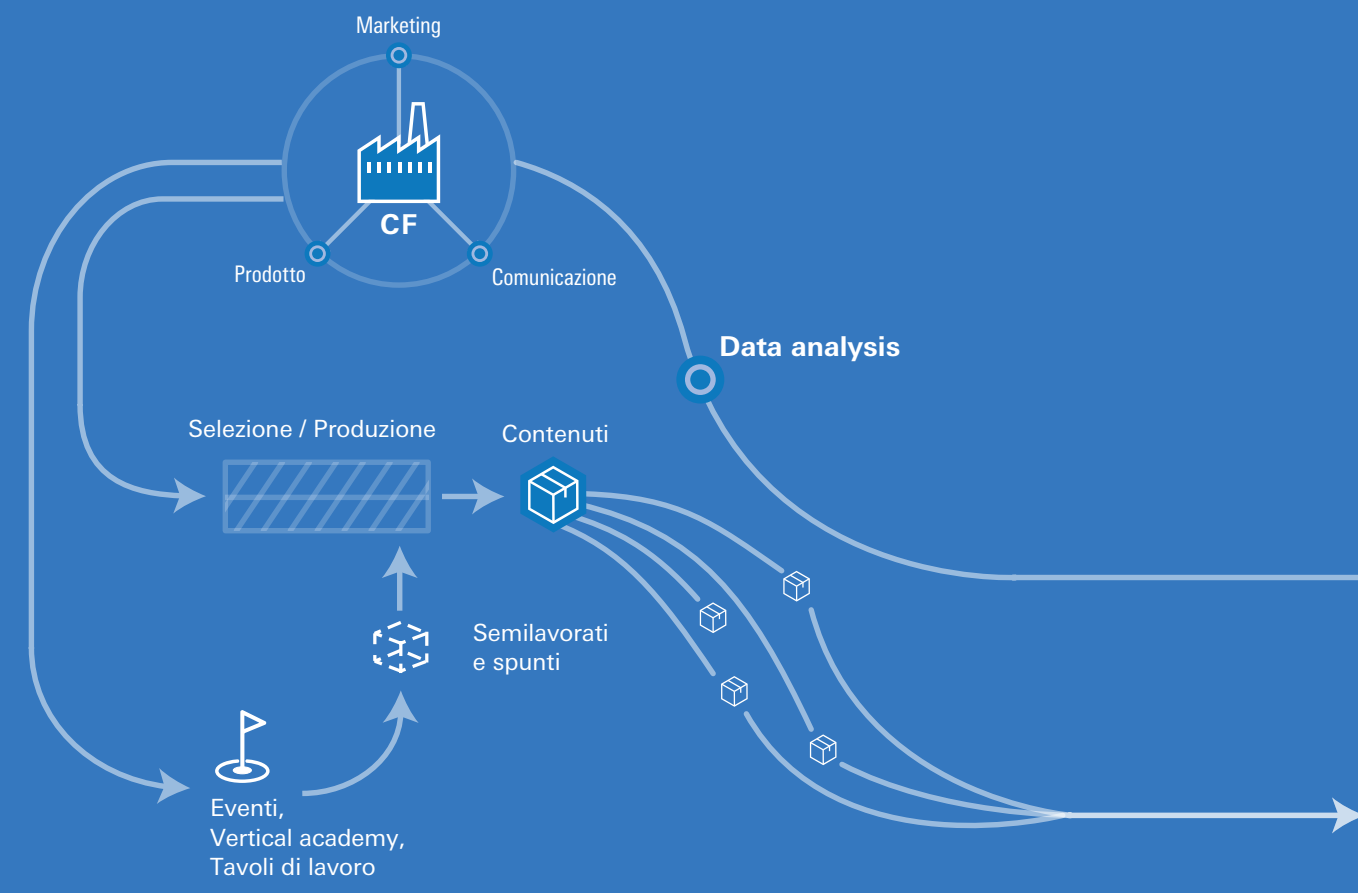 Marketing
CF
Prodotto
Comunicazione
Data analysis
Selezione / Produzione
Contenuti
Semilavorati
e spunti
Eventi,
Vertical academy,
Tavoli di lavoro